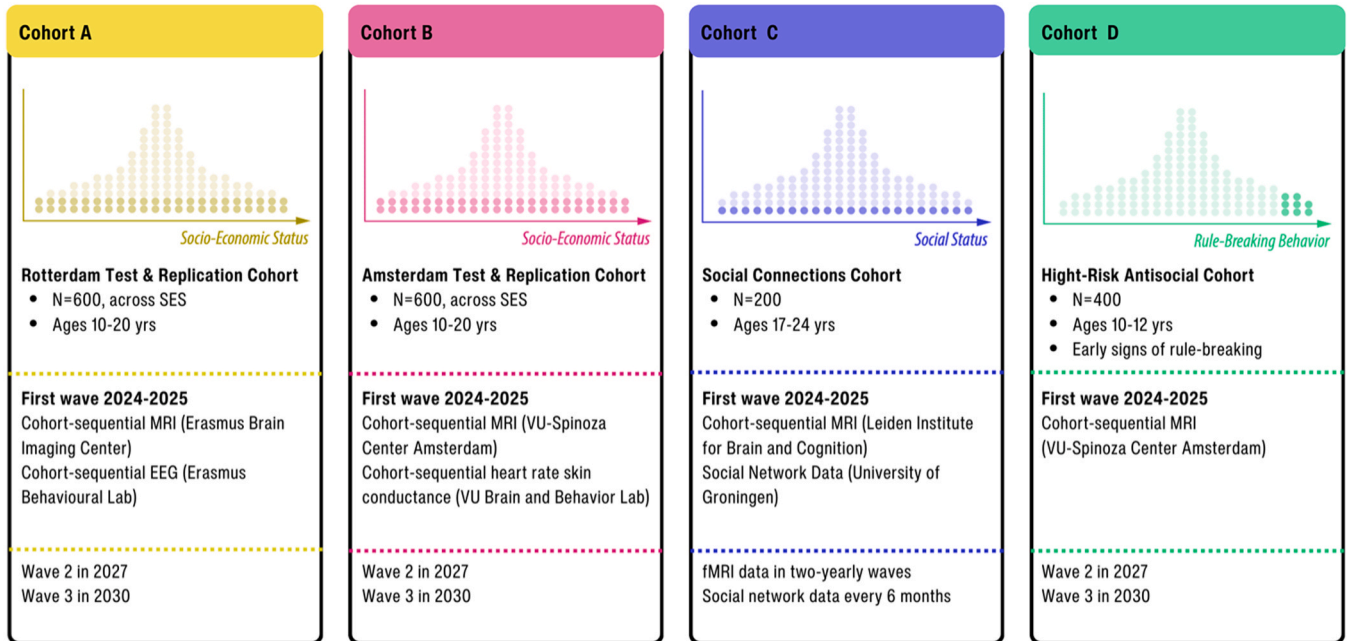 Cohort A
Socio-Economic Status
Rotterdam Test & Replication Cohort
• N=600, across SES
• Ages 10-20 yrs
First wave 2024-2025
Cohort-sequential MRI (Erasmus Brain
Imaging Center)
Cohort-sequential EEG (Erasmus
Behavioural Lab)
Wave 2 in 2027
Wave 3 in 2030
Cohort B
Socio-Economic Status
Amsterdam Test & Replication Cohort
• N=600, across SES
• Ages 10-20 yrs
First wave 2024-2025
Cohort-sequential MRI (VU-Spinoza
Center Amsterdam)
Cohort-sequential heart rate skin
conductance (VU Brain and Behavior Lab)
Wave 2 in 2027
Wave 3 in 2030
Cohort C
Social Status
Social Connections Cohort
• N=200
• Ages 17-24 yrs
First wave 2024-2025
Cohort-sequential MRI (Leiden Institute
for Brain and Cognition)
Social Network Data (University of
Groningen)
fMRI data in two-yearly waves
Social network data every 6 months
Cohort D
Rule-Breaking Behavior
Hight-Risk Antisocial Cohort
• N=400
• Ages 10-12 yrs
• Early signs of rule-breaking
First wave 2024-2025
Cohort-sequential MRI
(VU-Spinoza Center Amsterdam)
Wave 2 in 2027
Wave 3 in 2030